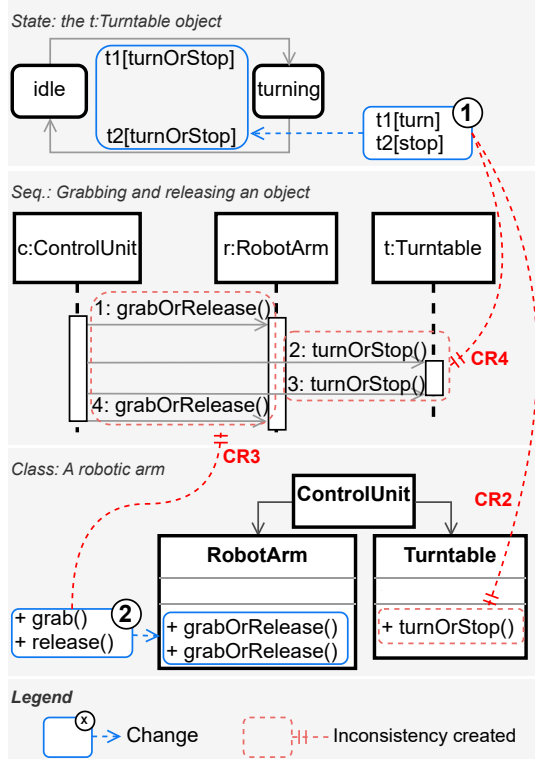 State: the t:Turntable object
t1[turnOrStop]
idle
turning
t2[turnOrStop]
1
t1[turn]
t2[stop]
Seq.: Grabbing and releasing an object
c:ControlUnit
r:RobotArm
t:Turntable
1: grabOrRelease()
2: turnOrStop()
CR4
3: turnOrStop()
4: grabOrRelease()
CR3
Class: A robotic arm
ControlUnit
CR2
RobotArm
Turntable
+ grab()
+ release()
2
+ grabOrRelease()
+ grabOrRelease()
+ turnOrStop()
Legend
x
Change
Inconsistency created